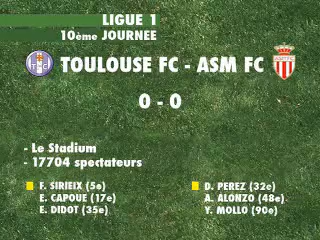 LIGUE 1
10ème JOURNEE
TOULOUSE FC - ASM FC
0 - 0
- Le Stadium
- 17704 spectateurs
F. SIRIEIX (5e)
E. CAPOUE (17e)
E. DIDOT (35e)
D. PEREZ (32e)
A. ALONZO (48e)
Y. MOLLO (90e)